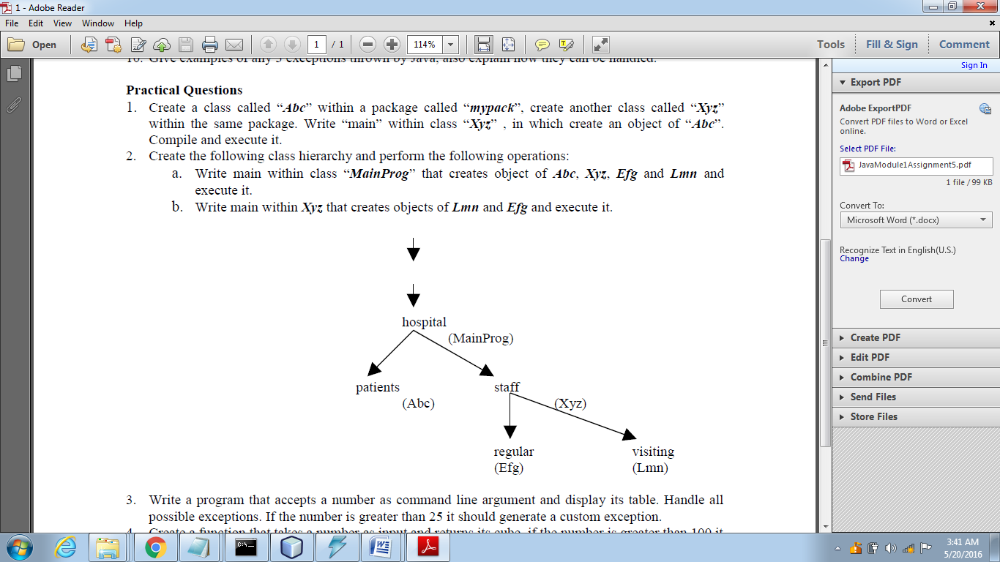 1 - Adobe Reader
File Edit View Window Help
Open 1 / 1 114% Tools Fill & Sign Comment
Sign In
10. Give examples of any 5 exceptions thrown by Java, also explain how they can be handled.
Practical Questions
1. Create a class called “Abc” within a package called “mypack”, create another class called “Xyz”
within the same package. Write “main” within class “Xyz” , in which create an object of “Abc”.
Compile and execute it.
2. Create the following class hierarchy and perform the following operations:
a. Write main within class “MainProg” that creates object of Abc, Xyz, Efg and Lmn and
execute it.
b. Write main within Xyz that creates objects of Lmn and Efg and execute it.
hospital
(MainProg)
patients staff
(Abc) (Xyz)
regular visiting
(Efg) (Lmn)
3. Write a program that accepts a number as command line argument and display its table. Handle all
possible exceptions. If the number is greater than 25 it should generate a custom exception.
4. Create a function that takes a number as input and returns its cube, if the number is greater than 100 it
Export PDF
Adobe ExportPDF
Convert PDF files to Word or Excel
online.
Select PDF File:
JavaModule1Assignment5.pdf
1 file / 99 KB
Convert To:
Microsoft Word (*.docx)
Recognize Text in English(U.S.)
Change
Convert
Create PDF
Edit PDF
Combine PDF
Send Files
Store Files
C:\
3:41 AM
5/20/2016